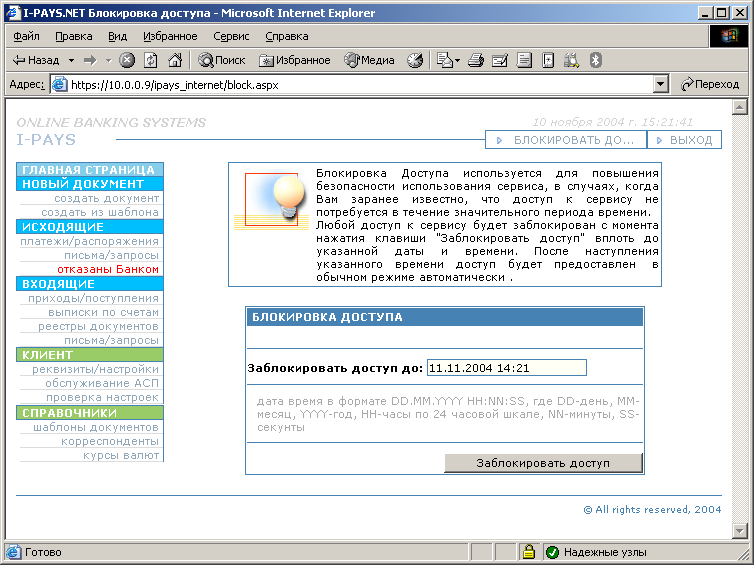 I-PAYS.NET Блокировка доступа - Microsoft Internet Explorer
Файл Правка Вид Избранное Сервис Справка
Назад Поиск Избранное Медиа
Адрес: https://10.0.0.9/ipays_internet/block.aspx Переход
ONLINE BANKING SYSTEMS
10 ноября 2004 г. 15:21:41
I-PAYS
БЛОКИРОВАТЬ ДО... ВЫХОД
ГЛАВНАЯ СТРАНИЦА
НОВЫЙ ДОКУМЕНТ
создать документ
создать из шаблона
ИСХОДЯЩИЕ
платежи/распоряжения
письма/запросы
отказаны Банком
ВХОДЯЩИЕ
приходы/поступления
выписки по счетам
реестры документов
письма/запросы
КЛИЕНТ
реквизиты/настройки
обслуживание АСП
проверка настроек
СПРАВОЧНИКИ
шаблоны документов
корреспонденты
курсы валют
Блокировка Доступа используется для повышения
безопасности использования сервиса, в случаях, когда
Вам заранее известно, что доступ к сервису не
потребуется в течение значительного периода времени.
Любой доступ к сервису будет заблокирован с момента
нажатия клавиши "Заблокировать доступ" вплоть до
указанной даты и времени. После наступления
указанного времени доступ будет предоставлен в
обычном режиме автоматически .
БЛОКИРОВКА ДОСТУПА
Заблокировать доступ до: 11.11.2004 14:21
дата время в формате DD.MM.YYYY HH:NN:SS, где DD-день, MM-
месяц, YYYY-год, HH-часы по 24 часовой шкале, NN-минуты, SS-
секунты
Заблокировать доступ
© All rights reserved, 2004
Готово
Надежные узлы